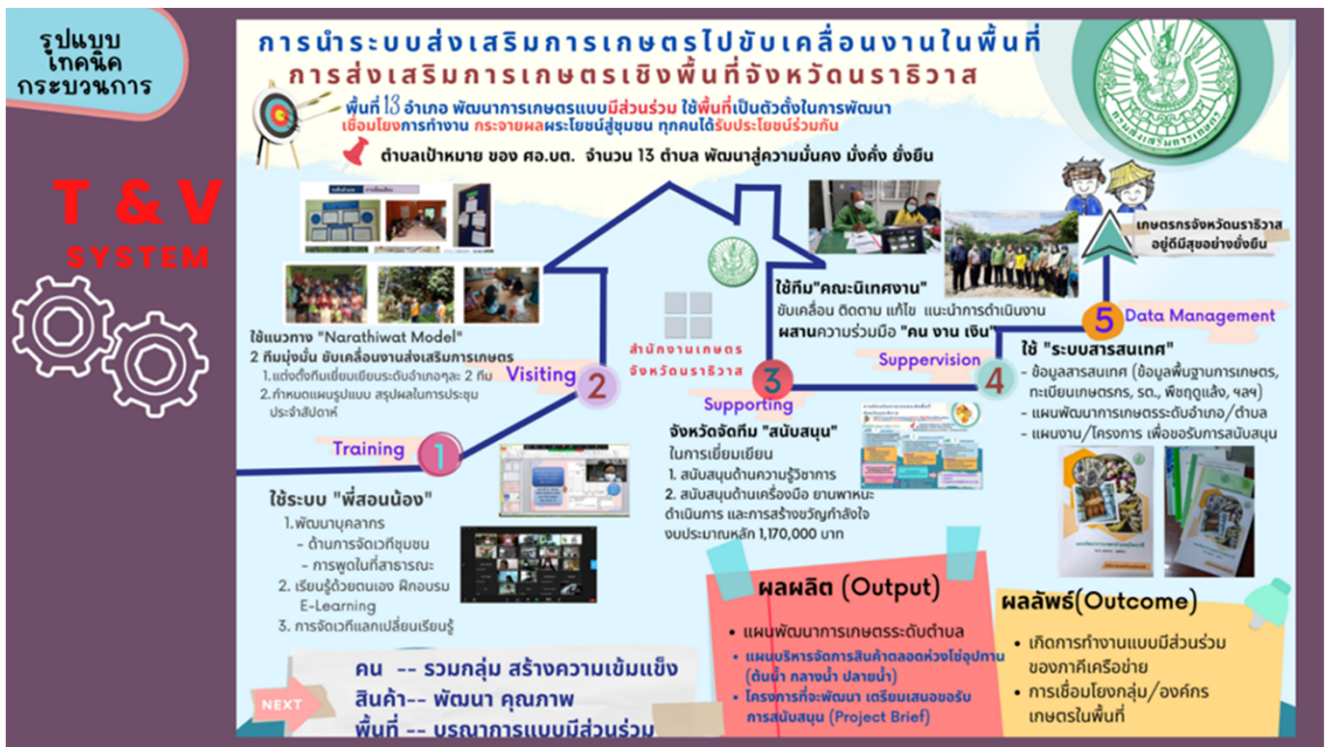 รูปแบบ
เทคนิค
กระบวนการ
T & V
SYSTEM
การนำระบบส่งเสริมการเกษตรไปขับเคลื่อนงานในพื้นที่
การส่งเสริมการเกษตรเชิงพื้นที่จังหวัดนราธิวาส
พื้นที่ 13 อำเภอ พัฒนาการเกษตรแบบมีส่วนร่วม ใช้พื้นที่เป็นตัวตั้งในการพัฒนา
เชื่อมโยงการทำงาน กระจายผลผระโยชน์สู่ชุมชน ทุกคนได้รับประโยชน์ร่วมกัน
ตำบลเป้าหมาย ของ ศอ.บต. จำนวน 13 ตำบล พัฒนาสู่ความมั่นคง มั่งคั่ง ยั่งยืน
กรมส่งเสริมการเกษตร
เกษตรกรจังหวัดนราธิวาส
อยู่ดีมีสุขอย่างยั่งยืน
Training 1
ใช้ระบบ "พี่สอนน้อง"
1.พัฒนาบุคลากร
- ด้านการจัดเวทีชุมชน
- การพูดในที่สาธารณะ
2. เรียนรู้ด้วยตนเอง ฝึกอบรม
E-Learning
3. การจัดเวทีแลกเปลี่ยนเรียนรู้
ใช้แนวทาง "Narathiwat Model"
2 ทีมมุ่งมั่น ขับเคลื่อนงานส่งเสริมการเกษตร
1.แต่งตั้งทีมเยี่ยมเยียนระดับอำเภอๆละ 2 ทีม
2.กำหนดแผนรูปแบบ สรุปผลในการประชุม
ประจำสัปดาห์
Visiting 2
สำนักงานเกษตร
จังหวัดนราธิวาส
3
Supporting
จังหวัดจัดทีม "สนับสนุน"
ในการเยี่ยมเยียน
1. สนับสนุนด้านความรู้วิชาการ
2. สนับสนุนด้านเครื่องมือ ยานพาหนะ
ดำเนินการ และการสร้างขวัญกำลังใจ
งบประมาณหลัก 1,170,000 บาท
ใช้ทีม"คณะนิเทศงาน"
ขับเคลื่อน ติดตาม แก้ไข แนะนำการดำเนินงาน
ผสานความร่วมมือ "คน งาน เงิน"
Suppervision 4
5 Data Management
ใช้ "ระบบสารสนเทศ"
- ข้อมูลสารสนเทศ (ข้อมูลพื้นฐานการเกษตร,
ทะเบียนเกษตรกร, รต., พืชฤดูแล้ง, ฯลฯ)
- แผนพัฒนาการเกษตรระดับอำเภอ/ตำบล
- แผนงาน/โครงการ เพื่อขอรับการสนับสนุน
NEXT
คน -- รวมกลุ่ม สร้างความเข้มแข็ง
สินค้า-- พัฒนา คุณภาพ
พื้นที่ -- บูรณาการแบบมีส่วนร่วม
ผลผลิต (Output)
• แผนพัฒนาการเกษตรระดับตำบล
• แผนบริหารจัดการสินค้าตลอดห่วงโซ่อุปทาน
(ต้นน้ำ กลางน้ำ ปลายน้ำ)
• โครงการที่จะพัฒนา เตรียมเสนอขอรับ
การสนับสนุน (Project Brief)
ผลลัพธ์(Outcome)
• เกิดการทำงานแบบมีส่วนร่วม
ของภาคีเครือข่าย
• การเชื่อมโยงกลุ่ม/องค์กร
เกษตรในพื้นที่